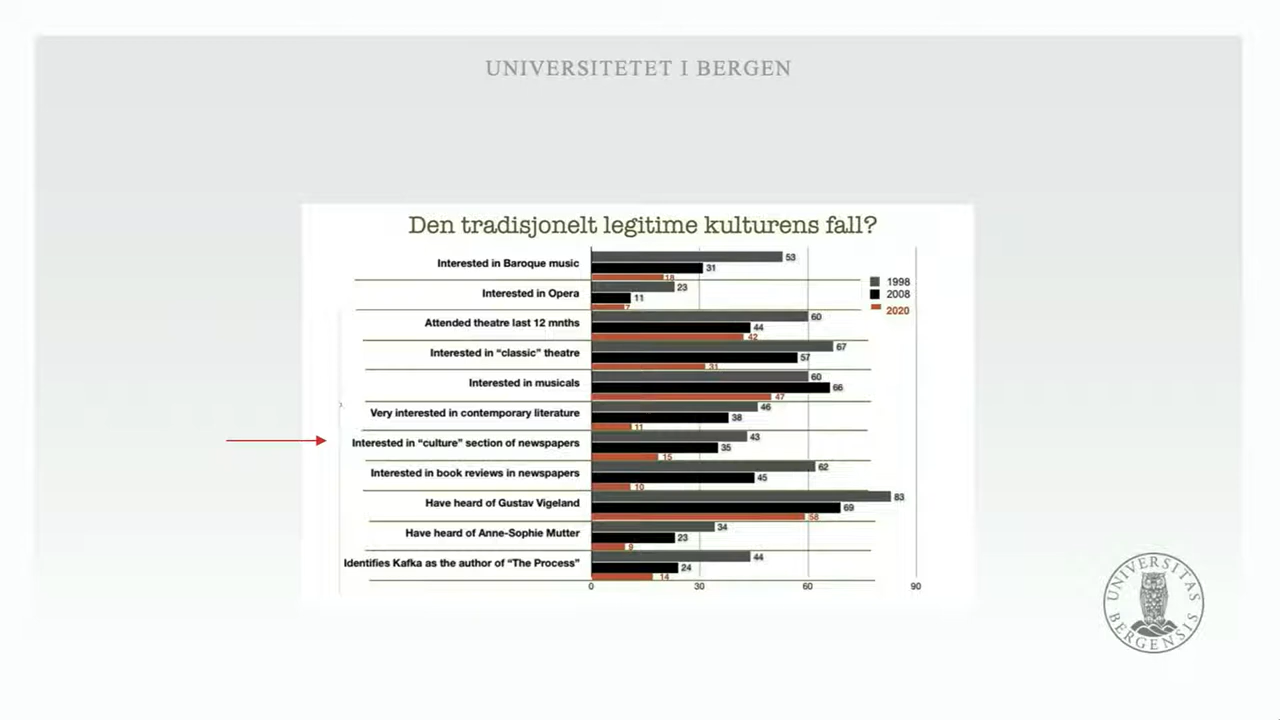 UNIVERSITETET I BERGEN
Den tradisjonelt legitime kulturens fall?
Interested in Baroque music 53 31 18
Interested in Opera 23 11 7
Attended theatre last 12 mnths 60 44 42
Interested in “classic” theatre 67 57 31
Interested in musicals 60 66 47
Very interested in contemporary literature 46 38 11
Interested in “culture” section of newspapers 43 35 15
Interested in book reviews in newspapers 62 45 10
Have heard of Gustav Vigeland 83 69 58
Have heard of Anne-Sophie Mutter 34 23 9
Identifies Kafka as the author of “The Process” 44 24 14
0 30 60 90
1998
2008
2020
UNIVERSITAS BERGENSIS